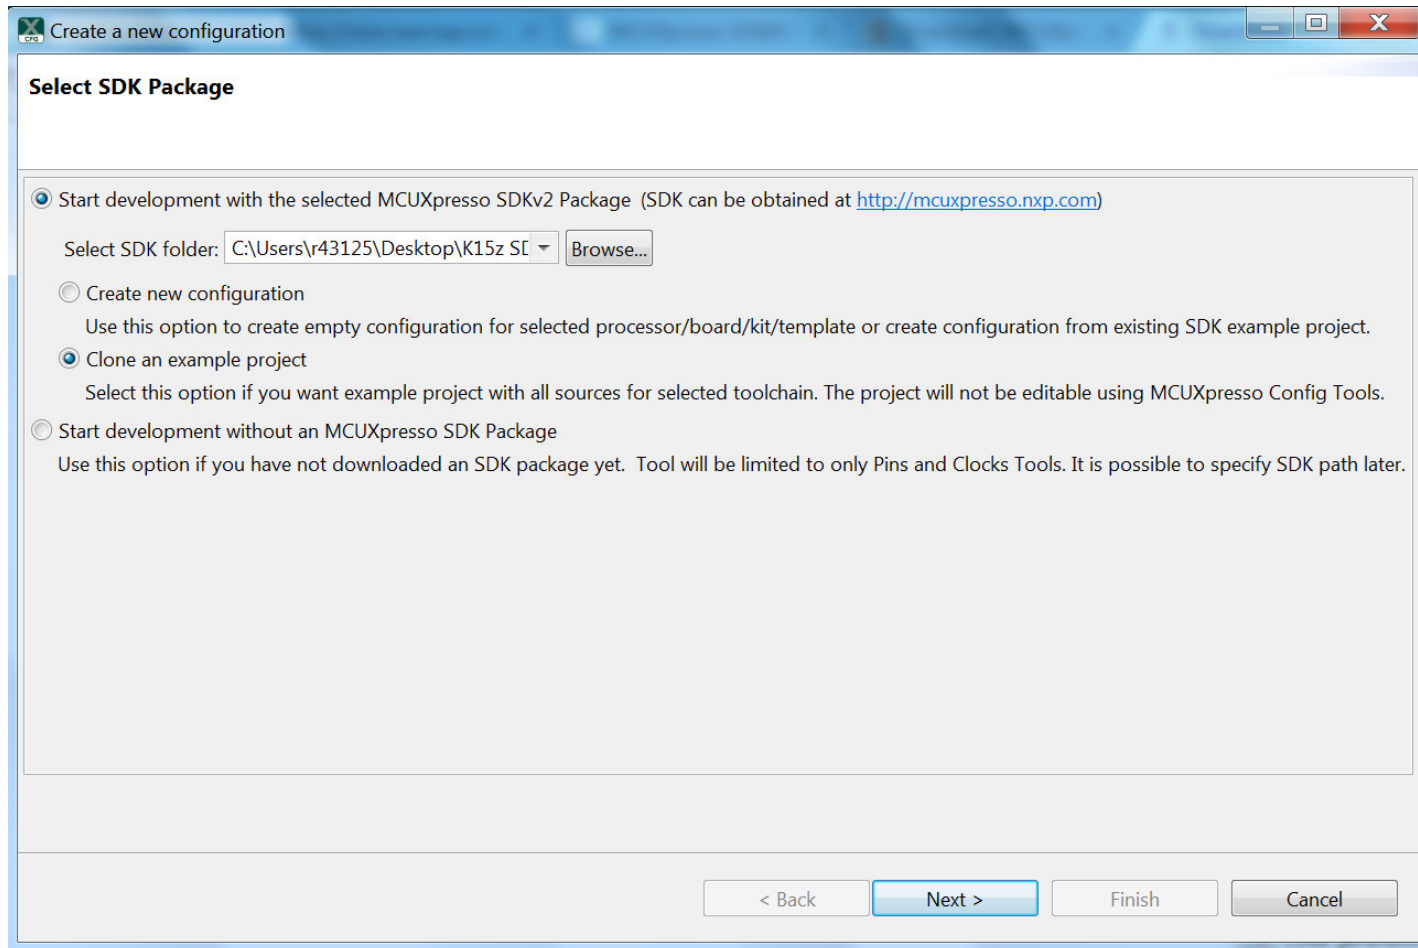 CFG Create a new configuration
Select SDK Package
Start development with the selected MCUXpresso SDKv2 Package (SDK can be obtained at http://mcuxpresso.nxp.com)
Select SDK folder: C:\Users\r43125\Desktop\K15z SD Browse...
Create new configuration
Use this option to create empty configuration for selected processor/board/kit/template or create configuration from existing SDK example project.
Clone an example project
Select this option if you want example project with all sources for selected toolchain. The project will not be editable using MCUXpresso Config Tools.
Start development without an MCUXpresso SDK Package
Use this option if you have not downloaded an SDK package yet. Tool will be limited to only Pins and Clocks Tools. It is possible to specify SDK path later.
< Back Next > Finish Cancel